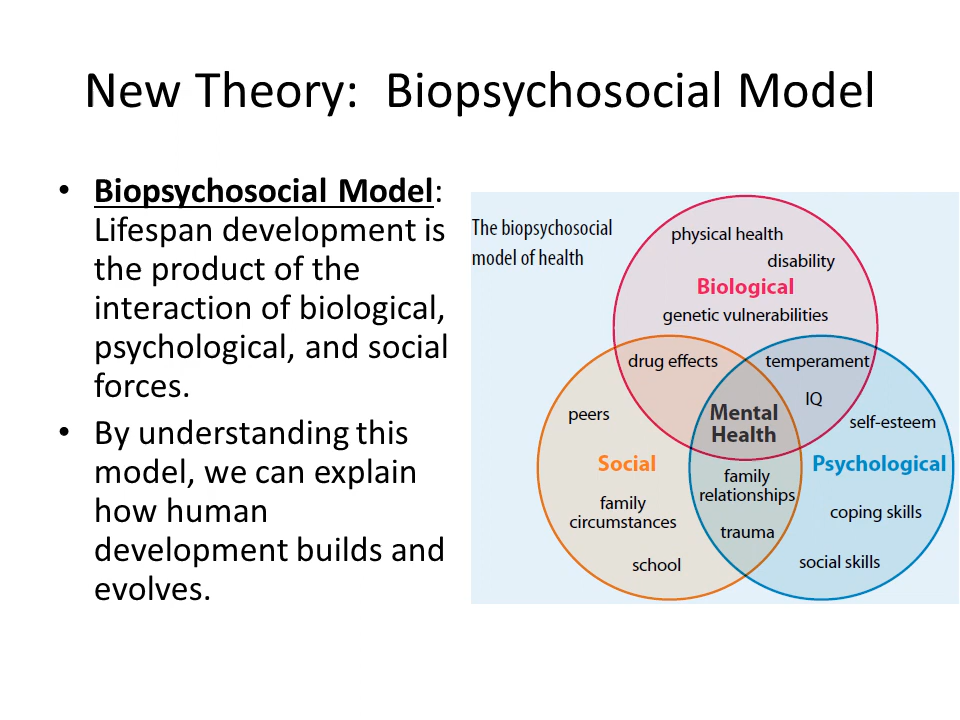 New Theory:  Biopsychosocial Model
• Biopsychosocial Model:
Lifespan development is
the product of the
interaction of biological,
psychological, and social
forces.
• By understanding this
model, we can explain
how human
development builds and
evolves.
The biopsychosocial
model of health
physical health
disability
Biological
genetic vulnerabilities
drug effects
temperament
IQ
peers
Mental
Health
self-esteem
Social
Psychological
family
relationships
family
circumstances
coping skills
trauma
school
social skills